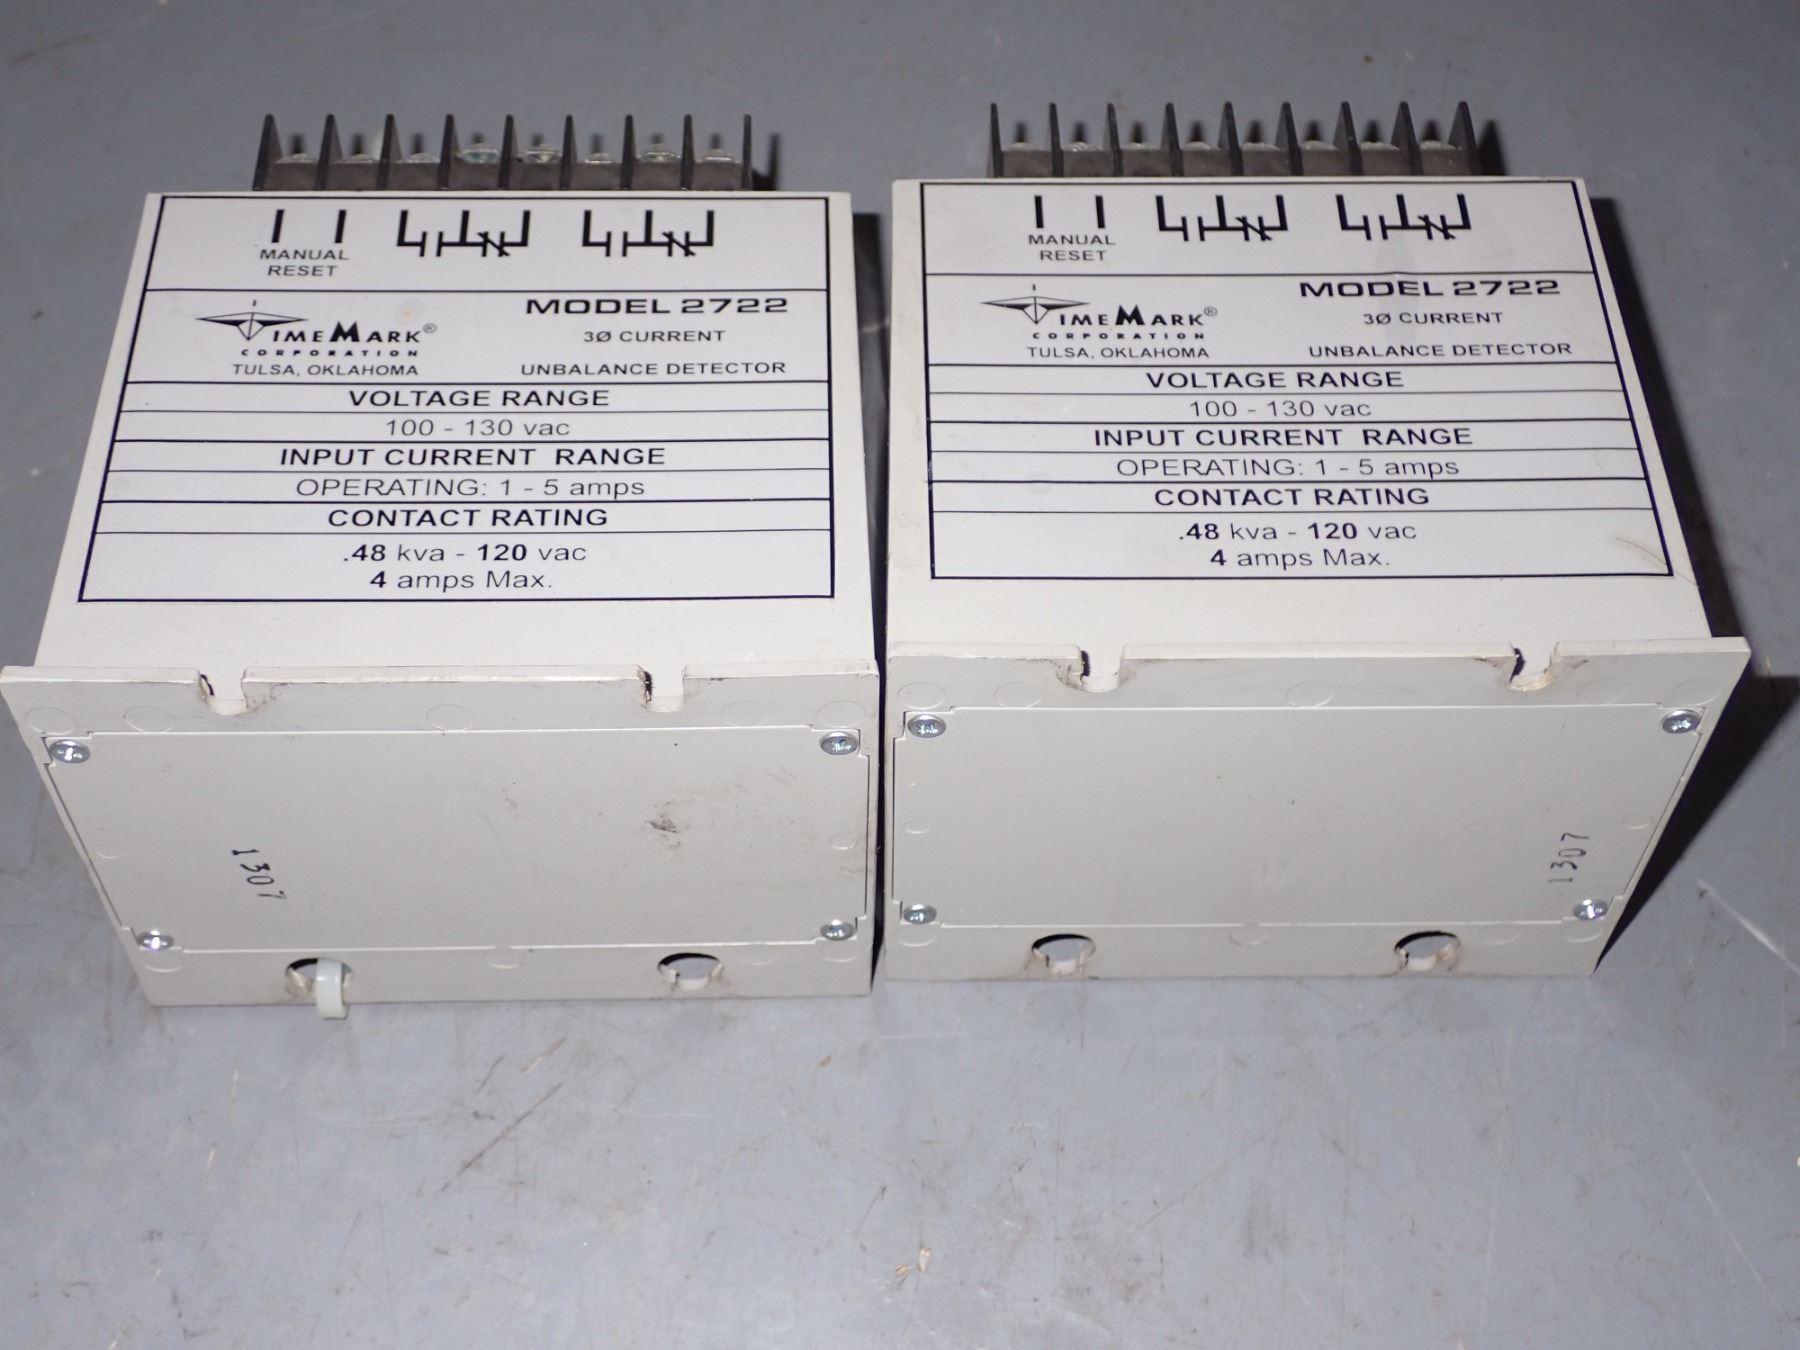 MANUAL
RESET
TIMEMARK®
CORPORATION
TULSA, OKLAHOMA
MODEL 2722
3Ø CURRENT
UNBALANCE DETECTOR
VOLTAGE RANGE
100 - 130 vac
INPUT CURRENT RANGE
OPERATING: 1 - 5 amps
CONTACT RATING
.48 kva - 120 vac
4 amps Max.
1307
MANUAL
RESET
TIMEMARK®
CORPORATION
TULSA, OKLAHOMA
MODEL 2722
3Ø CURRENT
UNBALANCE DETECTOR
VOLTAGE RANGE
100 - 130 vac
INPUT CURRENT RANGE
OPERATING: 1 - 5 amps
CONTACT RATING
.48 kva - 120 vac
4 amps Max.
1307